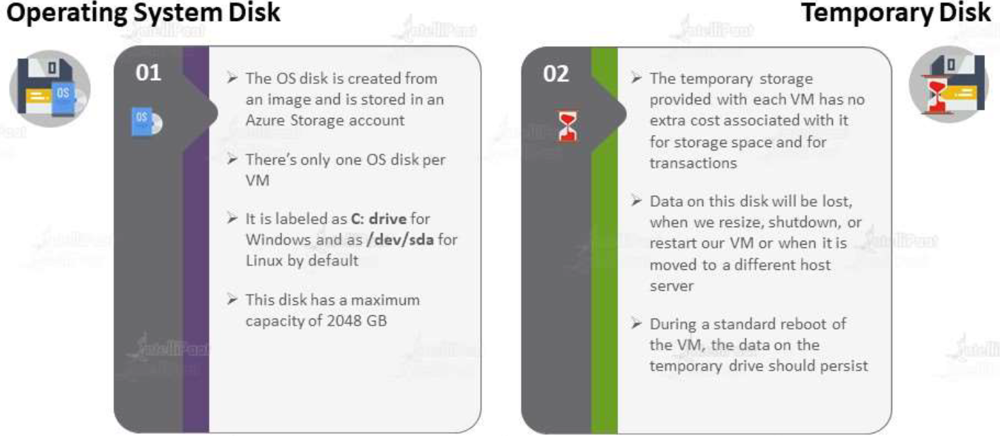 Operating System Disk
Temporary Disk
01
OS
OS
➢ The OS disk is created from
an image and is stored in an
Azure Storage account
➢ There’s only one OS disk per
VM
➢ It is labeled as C: drive for
Windows and as /dev/sda for
Linux by default
➢ This disk has a maximum
capacity of 2048 GB
02
➢ The temporary storage
provided with each VM has no
extra cost associated with it
for storage space and for
transactions
➢ Data on this disk will be lost,
when we resize, shutdown, or
restart our VM or when it is
moved to a different host
server
➢ During a standard reboot of
the VM, the data on the
temporary drive should persist